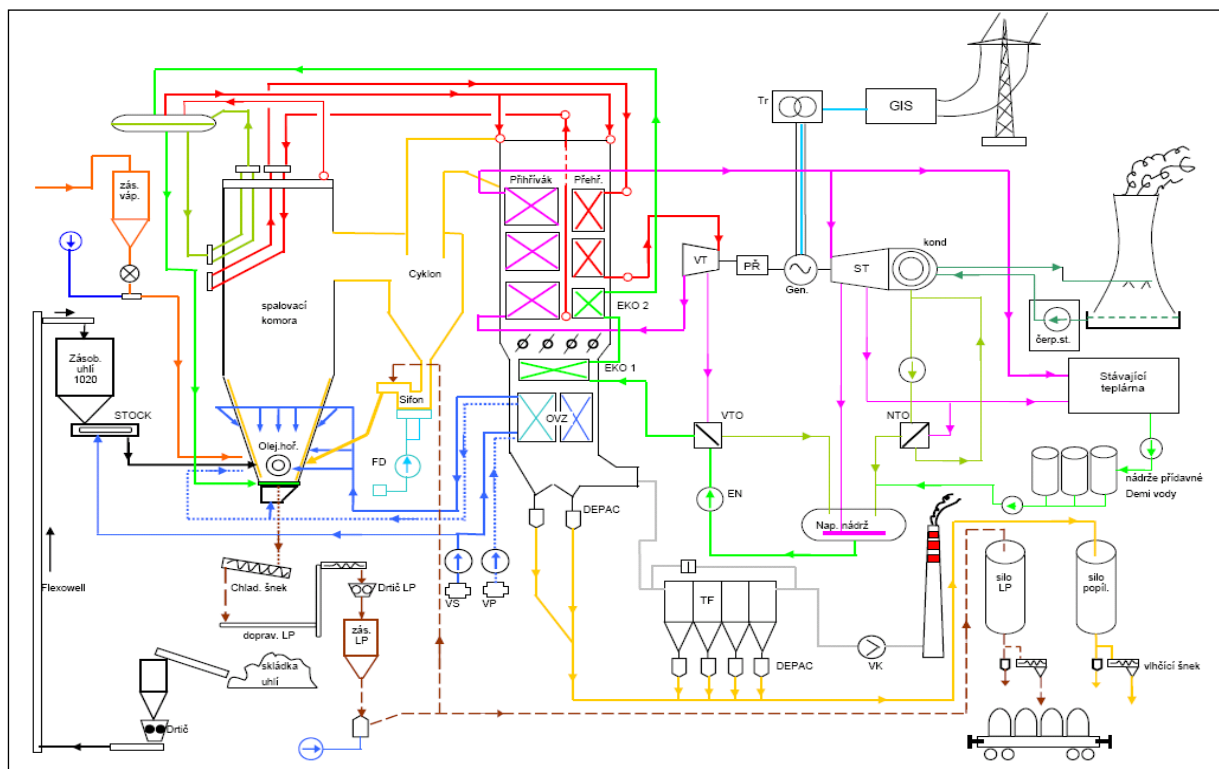 Tr
GIS
zás.
váp.
Přihřívák
Přehř.
kond
Cyklon
VT
PŘ
Gen.
ST
spalovací
komora
EKO 2
čerp.st.
Zásob.
uhlí
1020
EKO 1
Stávající
teplárna
STOCK
Sifon
OVZ
VTO
NTO
Olej.hoř.
FD
EN
nádrže přídavné
Demi vody
DEPAC
Nap. nádrž
Flexowell
Chlad. šnek
Drtič LP
VS
VP
TF
silo
LP
silo
popíl.
doprav. LP
zás.
LP
DEPAC
VK
vlhčící šnek
skládka
uhlí
Drtič